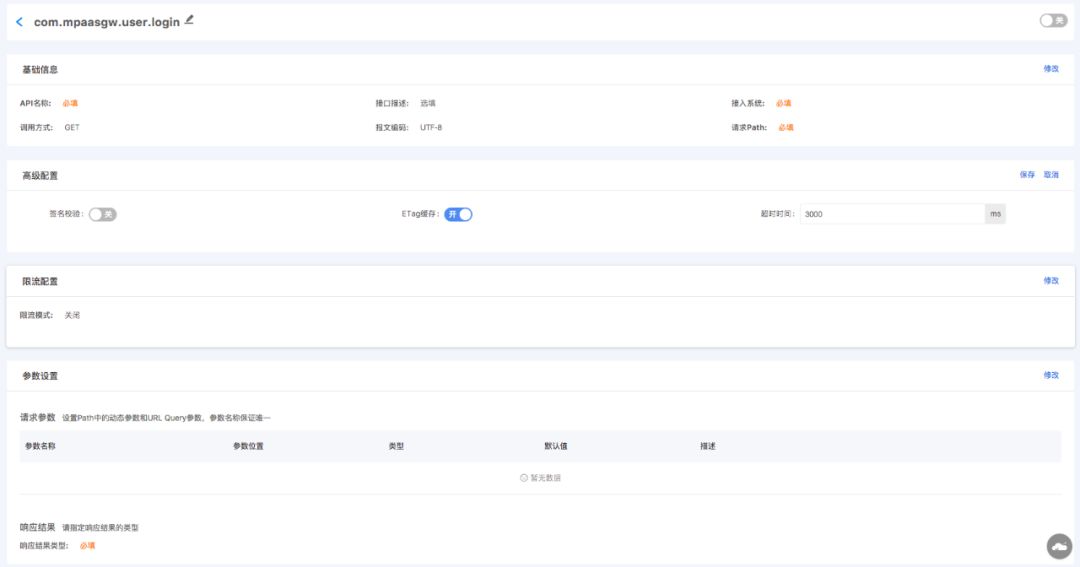 com.mpaasgw.user.login 关
基础信息 修改
API名称: 必填 接口描述: 选填 接入系统: 必填
调用方式: GET 报文编码: UTF-8 请求Path: 必填
高级配置 保存 取消
签名校验: 关 ETag缓存: 开 超时时间: 3000 ms
限流配置 修改
限流模式: 关闭
参数设置 修改
请求参数 设置Path中的动态参数和URL Query参数，参数名称保证唯一
参数名称 参数位置 类型 默认值 描述
暂无数据
响应结果 请指定响应结果的类型
响应结果类型: 必填